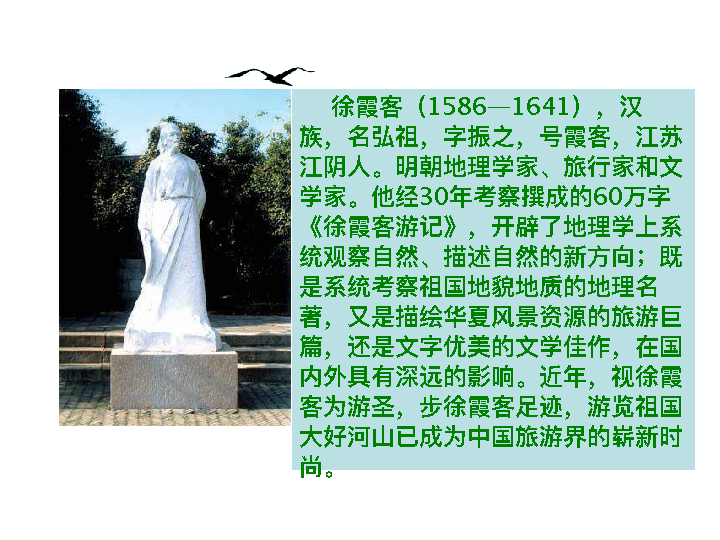 徐霞客（1586—1641），汉
族，名弘祖，字振之，号霞客，江苏
江阴人。明朝地理学家、旅行家和文
学家。他经30年考察撰成的60万字
《徐霞客游记》，开辟了地理学上系
统观察自然、描述自然的新方向；既
是系统考察祖国地貌地质的地理名
著，又是描绘华夏风景资源的旅游巨
篇，还是文字优美的文学佳作，在国
内外具有深远的影响。近年，视徐霞
客为游圣，步徐霞客足迹，游览祖国
大好河山已成为中国旅游界的崭新时
尚。